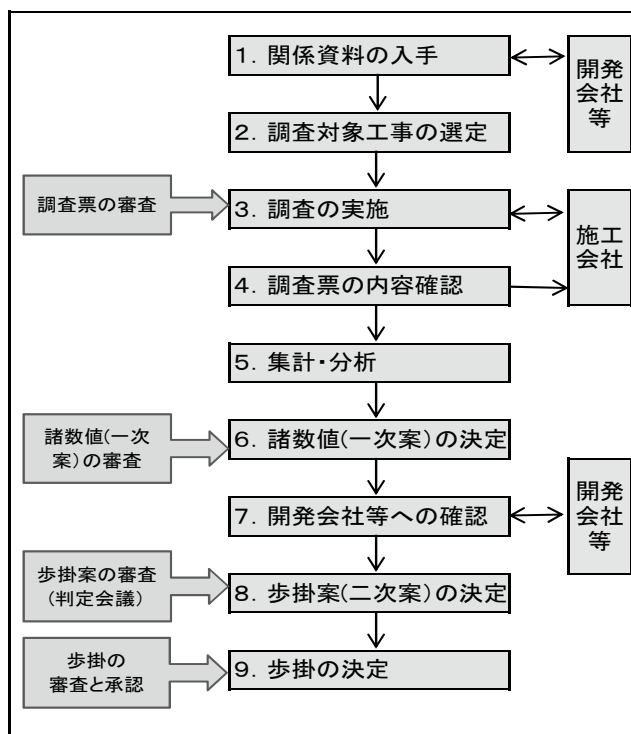 1. 関係資料の入手
開発
会社
等
2. 調査対象工事の選定
調査票の審査
3. 調査の実施
施工
会社
4. 調査票の内容確認
5. 集計・分析
諸数値(一次
案)の審査
6. 諸数値(一次案)の決定
7. 開発会社等への確認
開発
会社
等
歩掛案の審査
(判定会議)
8. 歩掛案(二次案)の決定
歩掛の
審査と承認
9. 歩掛の決定